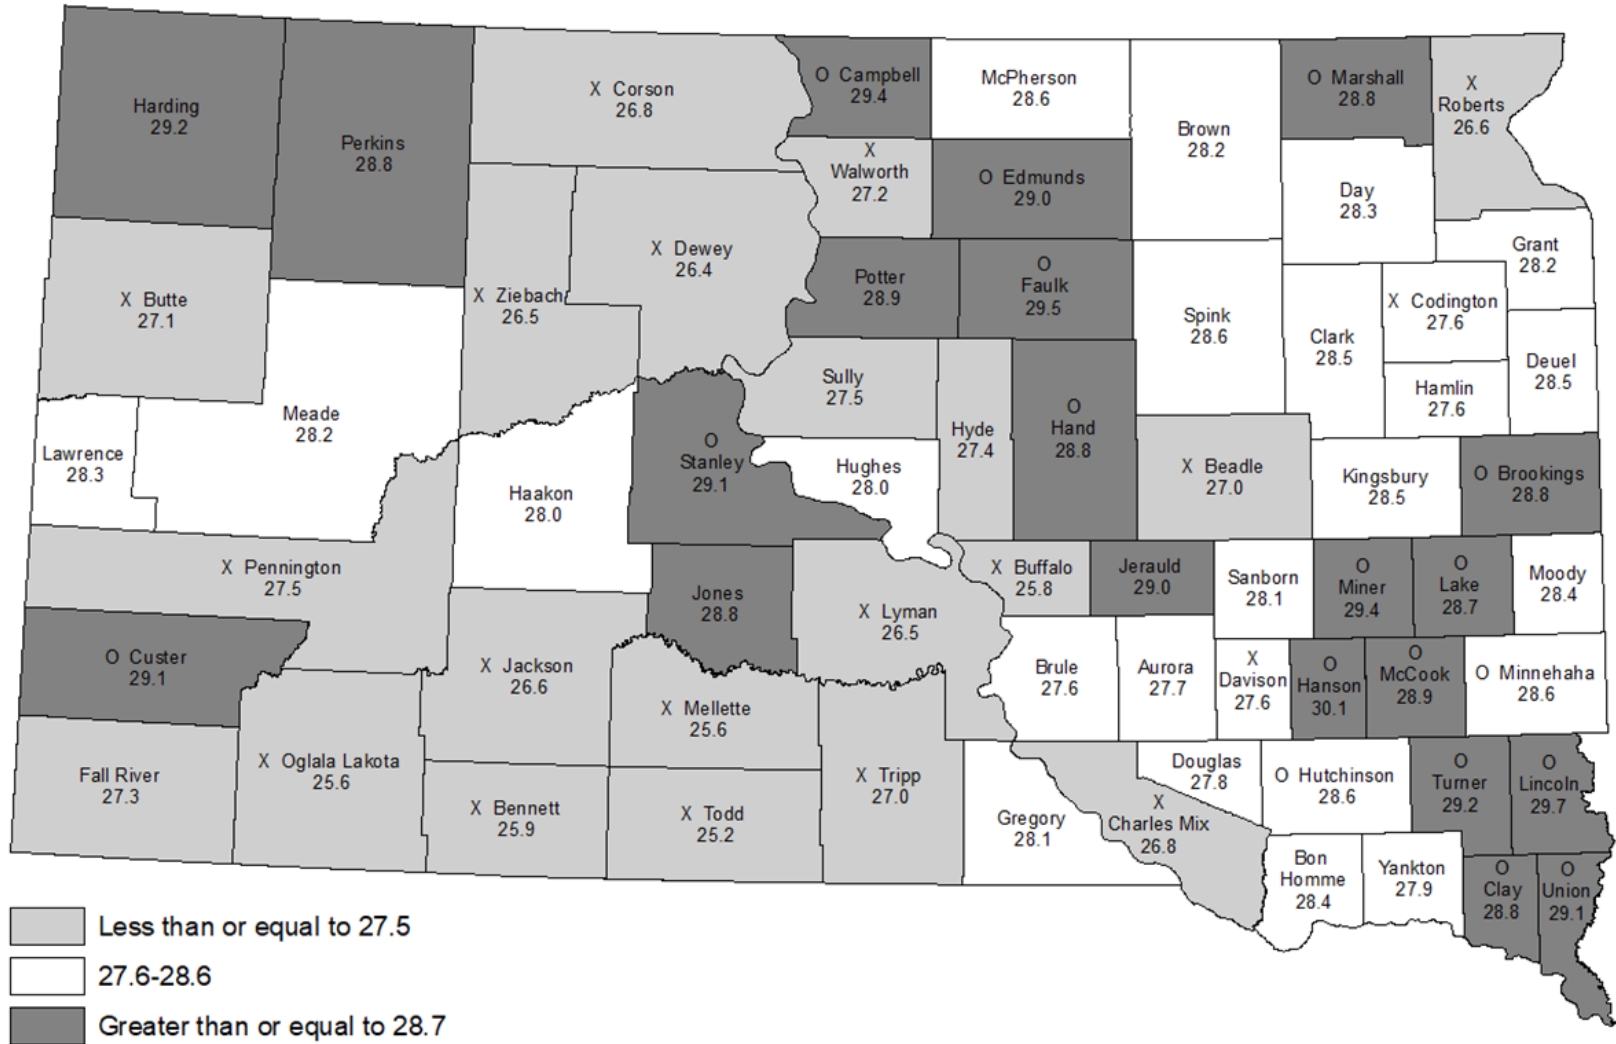 Harding
29.2
Perkins
28.8
X Corson
26.8
O Campbell
29.4
McPherson
28.6
Brown
28.2
O Marshall
28.8
X
Roberts
26.6
X
Walworth
27.2
O Edmunds
29.0
Day
28.3
Grant
28.2
X Butte
27.1
X Ziebach
26.5
X Dewey
26.4
Potter
28.9
O
Faulk
29.5
Spink
28.6
Clark
28.5
X Codington
27.6
Hamlin
27.6
Deuel
28.5
Lawrence
28.3
Meade
28.2
Haakon
28.0
O
Stanley
29.1
Sully
27.5
Hughes
28.0
Hyde
27.4
O
Hand
28.8
X Beadle
27.0
Kingsbury
28.5
O Brookings
28.8
X Pennington
27.5
Jones
28.8
X Lyman
26.5
X Buffalo
25.8
Jerauld
29.0
Sanborn
28.1
O
Miner
29.4
O
Lake
28.7
Moody
28.4
O Custer
29.1
X Jackson
26.6
X Mellette
25.6
Brule
27.6
Aurora
27.7
X
Davison
27.6
O
Hanson
30.1
O
McCook
28.9
O Minnehaha
28.6
Fall River
27.3
X Oglala Lakota
25.6
X Bennett
25.9
X Todd
25.2
X Tripp
27.0
Gregory
28.1
X
Charles Mix
26.8
Douglas
27.8
O Hutchinson
28.6
O
Turner
29.2
O
Lincoln
29.7
Bon
Homme
28.4
Yankton
27.9
O
Clay
28.8
O
Union
29.1
Less than or equal to 27.5
27.6-28.6
Greater than or equal to 28.7